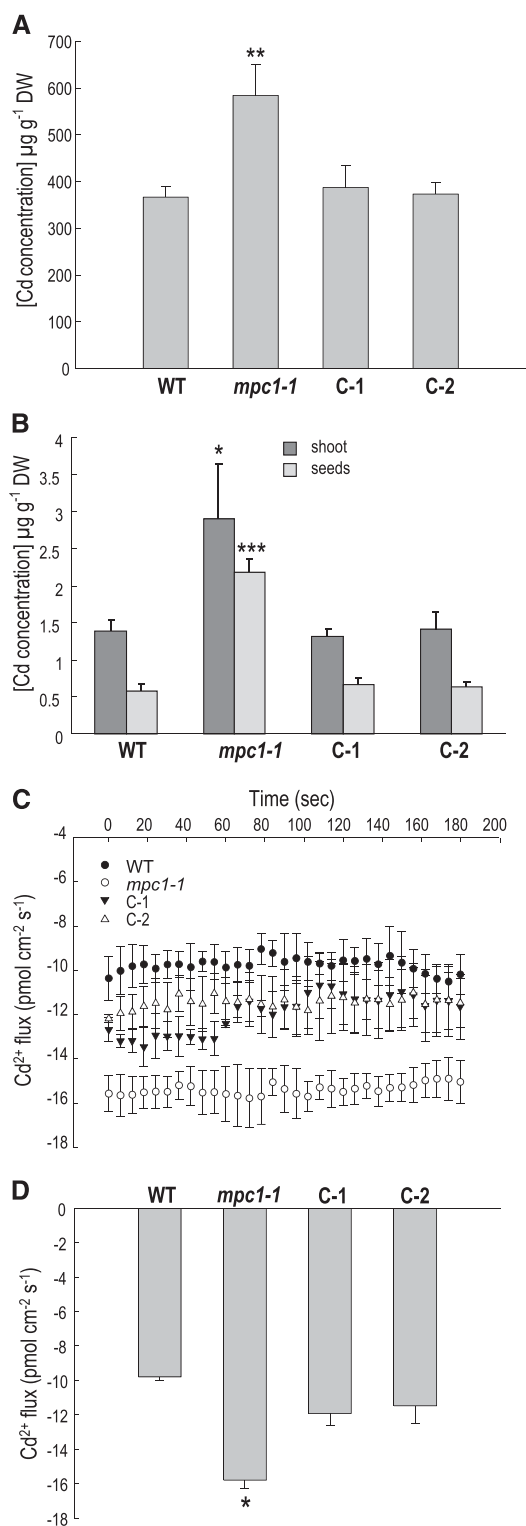 A
[Cd concentration] µg g-1 DW
700
600
500
400
300
200
100
0
**
WT mpc1-1 C-1 C-2
B
[Cd concentration] µg g-1 DW
4
3.5
3
2.5
2
1.5
1
0.5
0
shoot
seeds
*
***
WT mpc1-1 C-1 C-2
C
Time (sec)
0 20 40 60 80 100 120 140 160 180 200
Cd2+ flux (pmol cm-2 s-1)
-4
-6
-8
-10
-12
-14
-16
-18
WT
mpc1-1
C-1
C-2
D
WT mpc1-1 C-1 C-2
Cd2+ flux (pmol cm-2 s-1)
0
-2
-4
-6
-8
-10
-12
-14
-16
-18
*